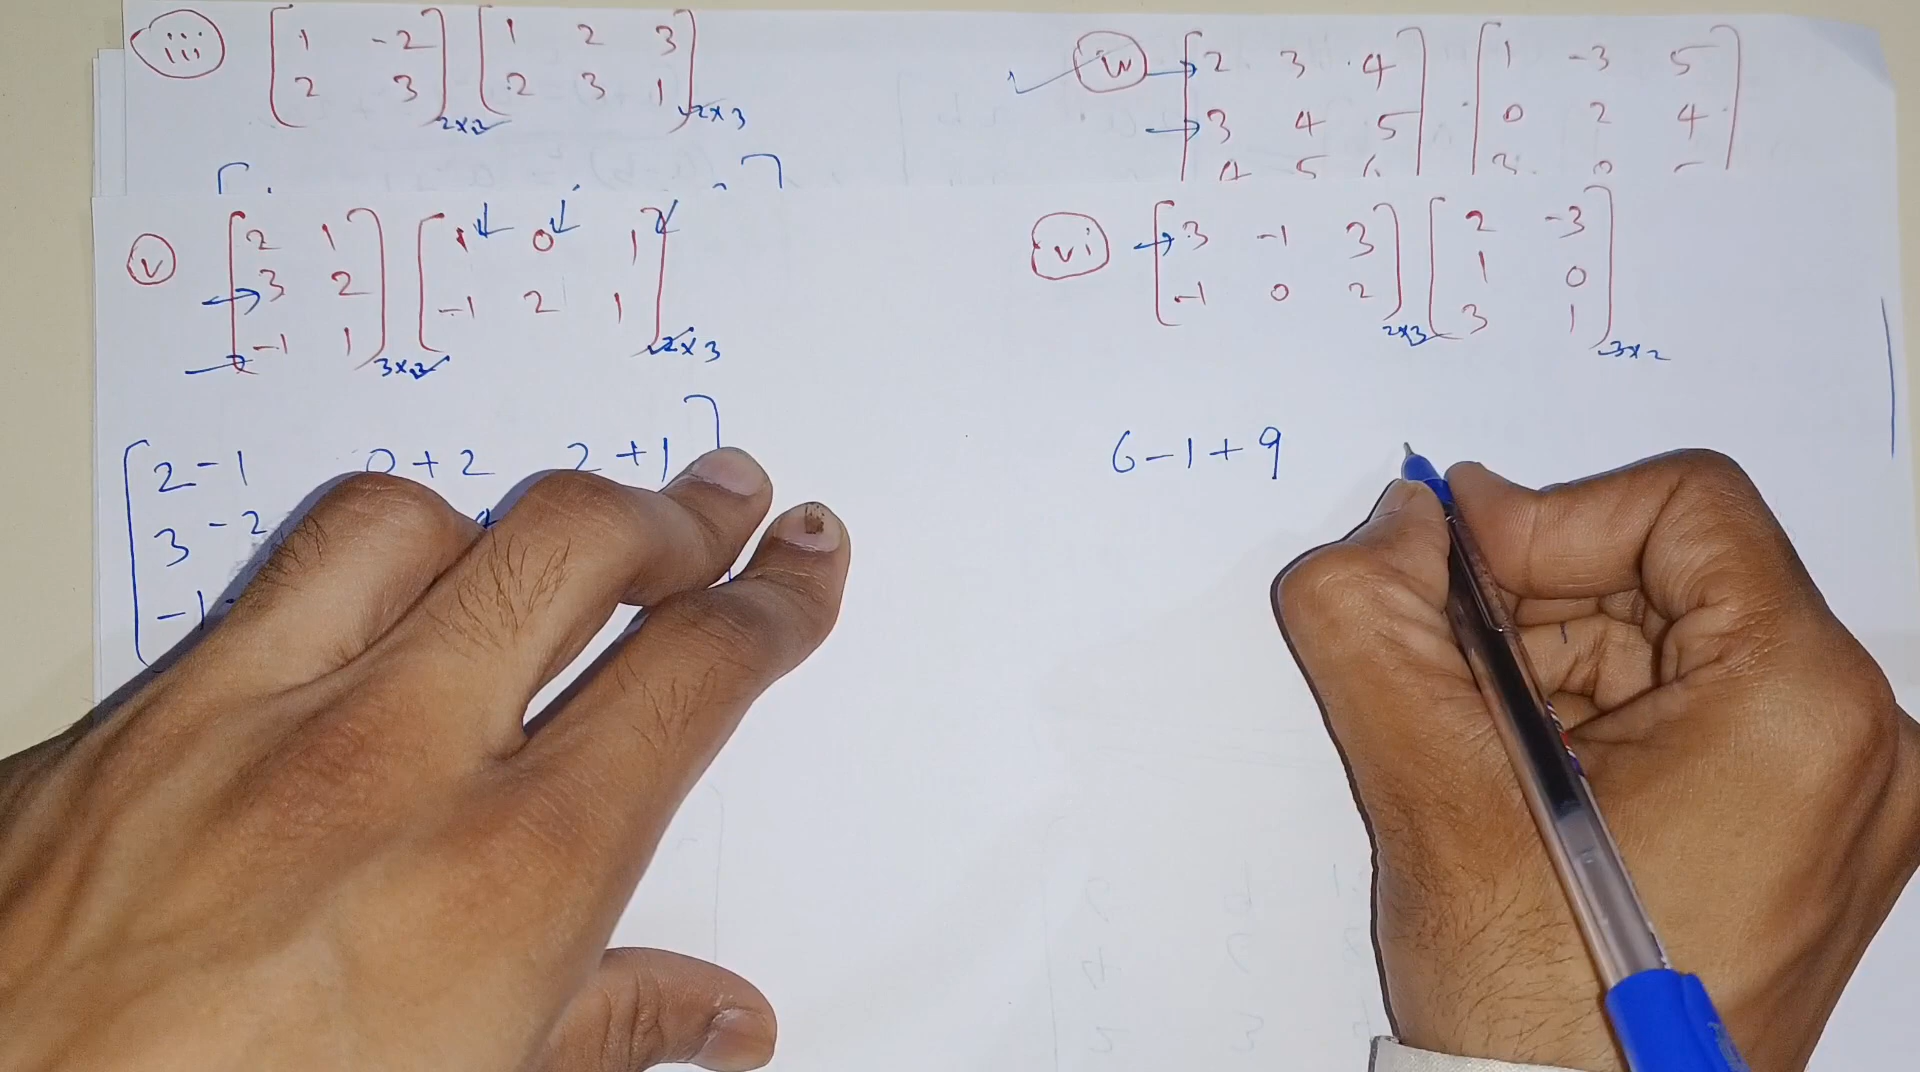 iii [ 1 -2 ] [ 1 2 3 ]
[ 2 3 ]2×2 [ 2 3 1 ]2×3
iv → [ 2 3 4 ] · [ 1 -3 5 ]
→ [ 3 4 5 ] [ 0 2 4 ]
v [ 2 1 ] [ 1 0 1 ]
→ [ 3 2 ] [ -1 2 1 ]2×3
→ [ -1 1 ]3×2
[ 2-1 0+2 2+1 ]
3-2
-1
vi → [ 3 -1 3 ] [ 2 -3 ]
[ -1 0 2 ]2×3 [ 1 0 ]
[ 3 1 ]3×2
6-1+9